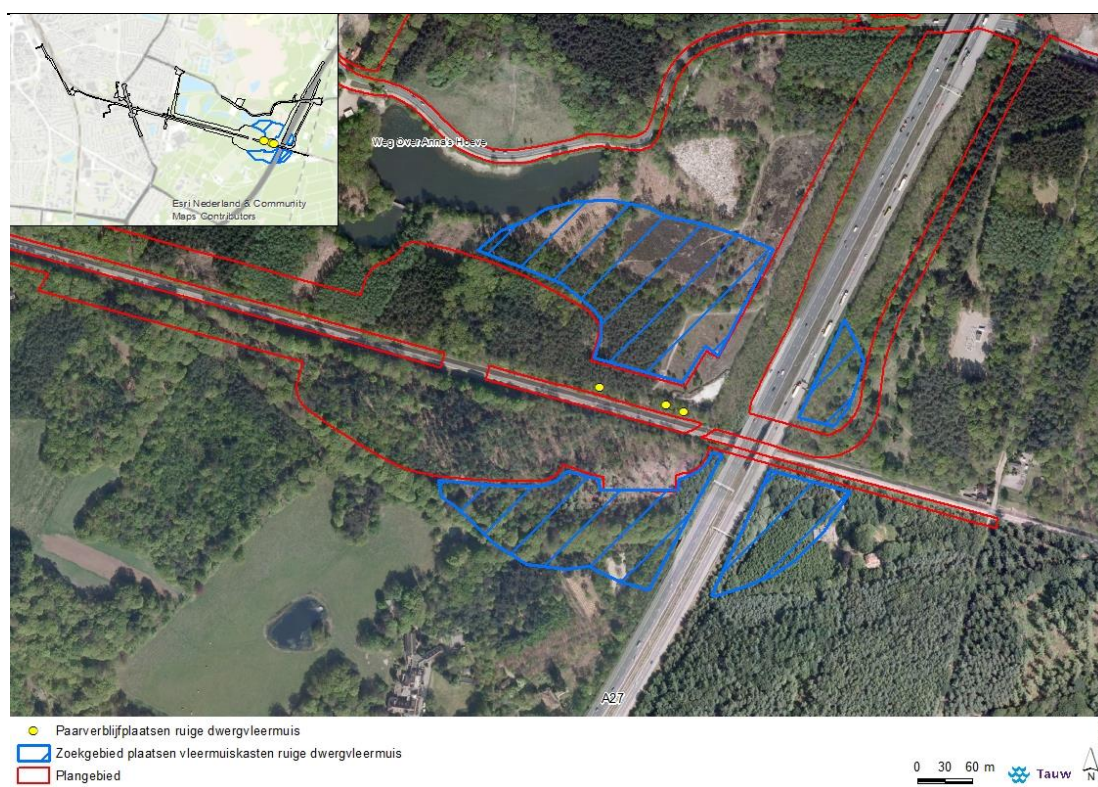 Esri Nederland & Community
Maps Contributors
Weg Over Anna's Hoeve
A27
Paarverblijfplaatsen ruige dwergvleermuis
Zoekgebied plaatsen vleermuiskasten ruige dwergvleermuis
Plangebied
0 30 60 m
Tauw
N